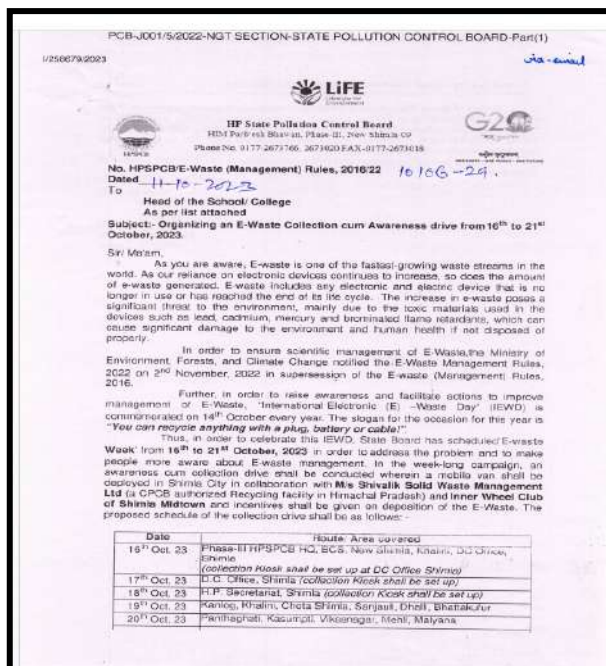 PCB-J001/5/2022-NGT SECTION-STATE POLLUTION CONTROL BOARD-Part(1)
I/256679/2023
via-email
LiFE
HP State Pollution Control Board
HIM Parivesh Bhawan, Phase-III, New Shimla 09
Phone No. 0177-2673766, 2673020 FAX-0177-2673018
HPSPCB
G20
No. HPSPCB/E-Waste (Management) Rules, 2016/22 10106-29.
Dated 11-10-2023
To
Head of the School/ College
As per list attached
Subject:- Organizing an E-Waste Collection cum Awareness drive from 16th to 21st
October, 2023.
Sir/ Ma'am,
As you are aware, E-waste is one of the fastest-growing waste streams in the
world. As our reliance on electronic devices continues to increase, so does the amount
of e-waste generated. E-waste includes any electronic and electric device that is no
longer in use or has reached the end of its life cycle. The increase in e-waste poses a
significant threat to the environment, mainly due to the toxic materials used in the
devices such as lead, cadmium, mercury and brominated flame retardants, which can
cause significant damage to the environment and human health if not disposed of
properly.
In order to ensure scientific management of E-Waste,the Ministry of
Environment, Forests, and Climate Change notified the E-Waste Management Rules,
2022 on 2nd November, 2022 in supersession of the E-waste (Management) Rules,
2016.
Further, in order to raise awareness and facilitate actions to improve
management of E-Waste, "International Electronic (E) –Waste Day" (IEWD) is
commemorated on 14th October every year. The slogan for the occasion for this year is
"You can recycle anything with a plug, battery or cable!"
Thus, in order to celebrate this IEWD, State Board has scheduled'E-waste
Week' from 16th to 21st October, 2023 in order to address the problem and to make
people more aware about E-waste management. In the week-long campaign, an
awareness cum collection drive shall be conducted wherein a mobile van shall be
deployed in Shimla City in collaboration with M/s Shivalik Solid Waste Management
Ltd (a CPCB authorized Recycling facility in Himachal Pradesh) and Inner Wheel Club
of Shimla Midtown and incentives shall be given on deposition of the E-Waste. The
proposed schedule of the collection drive shall be as follows: -
Date Route/ Area covered
16th Oct. 23 Phase-III HPSPCB HQ, BCS, New Shimla, Khalini, DC Office,
Shimla
(collection Kiosk shall be set up at DC Office Shimla)
17th Oct. 23 D.C. Office, Shimla (collection Kiosk shall be set up)
18th Oct. 23 H.P. Secretariat, Shimla (collection Kiosk shall be set up)
19th Oct. 23 Kanlog, Khalini, Chota Shimla, Sanjauli, Dhalli, Bhattakufur
20th Oct. 23 Panthaghati, Kasumpti, Vikasnagar, Mehli, Malyana